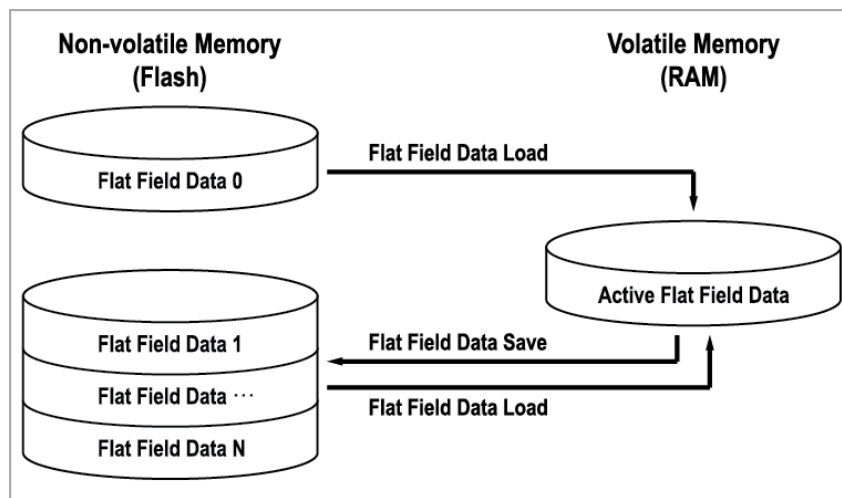 Non-volatile Memory
(Flash)
Volatile Memory
(RAM)
Flat Field Data 0
Flat Field Data Load
Active Flat Field Data
Flat Field Data 1
Flat Field Data Save
Flat Field Data ···
Flat Field Data Load
Flat Field Data N